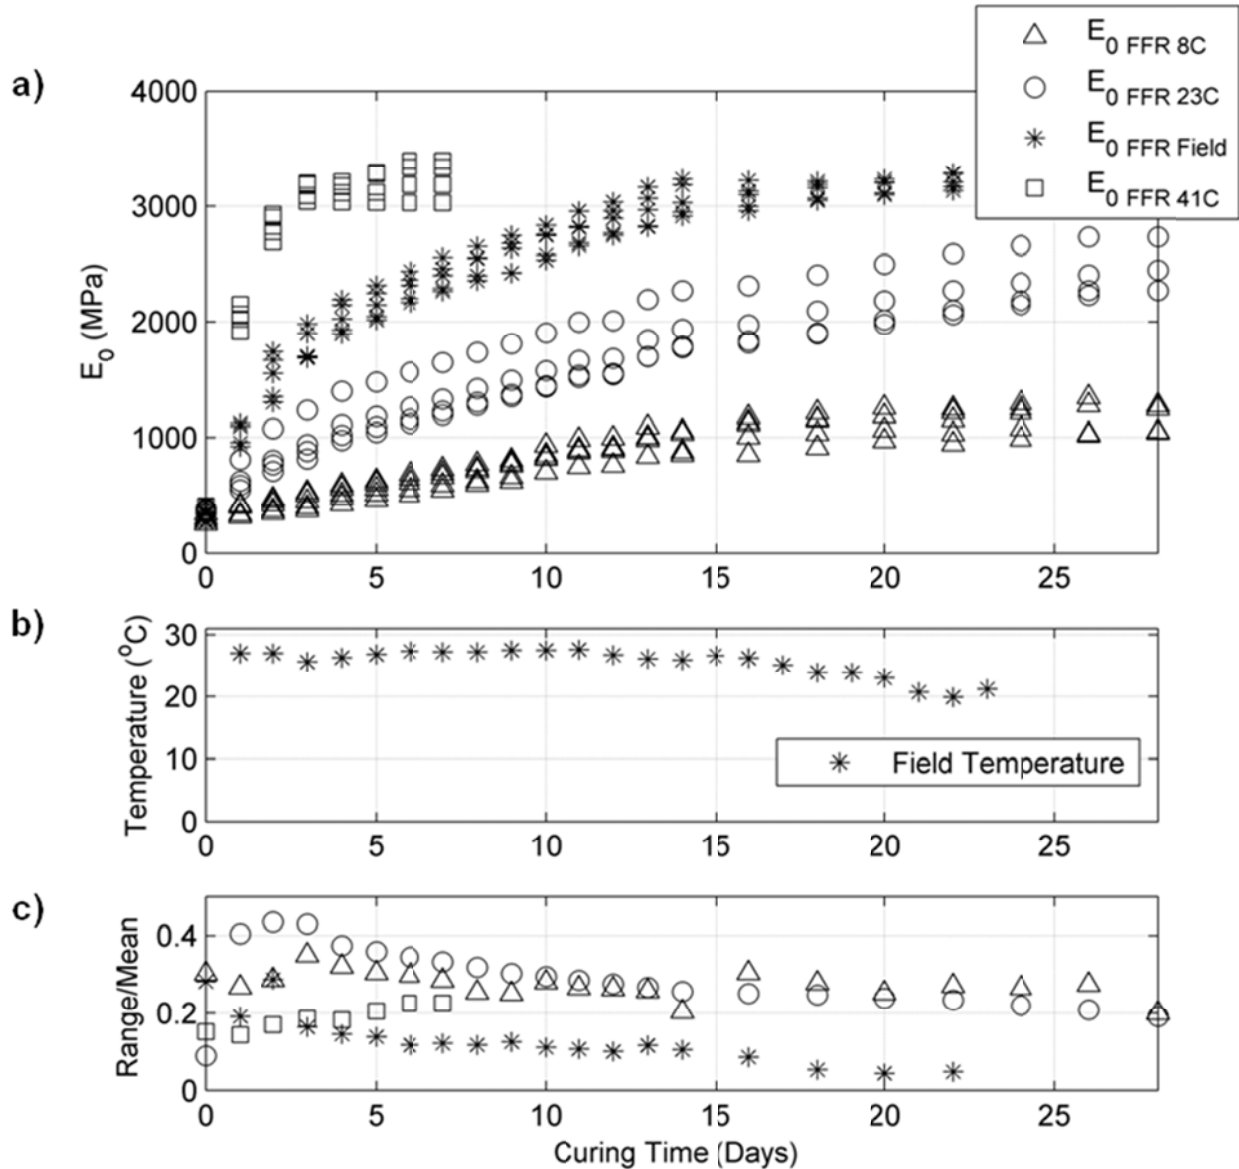 E0 FFR 8C
E0 FFR 23C
E0 FFR Field
E0 FFR 41C
a)
4000
3000
2000
1000
0
E0 (MPa)
0 5 10 15 20 25
b)
30
20
10
0
Temperature (oC)
Field Temperature
0 5 10 15 20 25
c)
0.4
0.2
0
Range/Mean
0 5 10 15 20 25
Curing Time (Days)